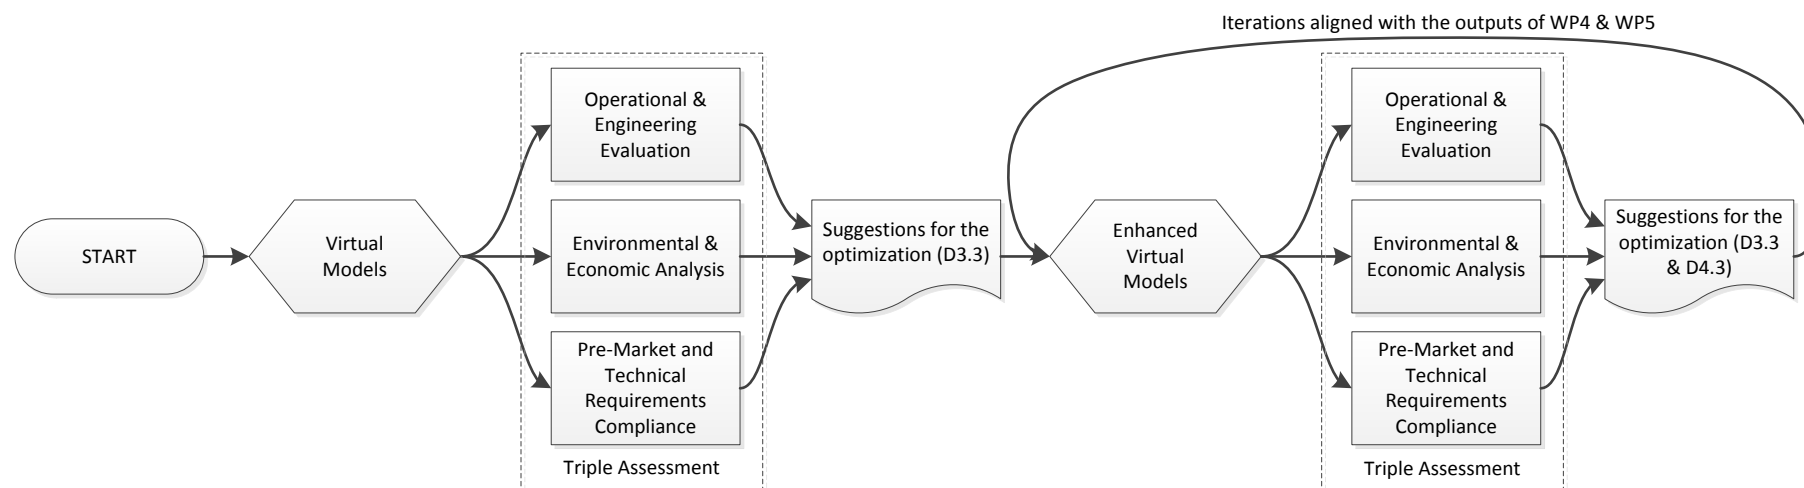 Iterations aligned with the outputs of WP4 & WP5
START
Virtual
Models
Operational &
Engineering
Evaluation
Environmental &
Economic Analysis
Pre-Market and
Technical
Requirements
Compliance
Triple Assessment
Suggestions for the
optimization (D3.3)
Enhanced
Virtual
Models
Operational &
Engineering
Evaluation
Environmental &
Economic Analysis
Pre-Market and
Technical
Requirements
Compliance
Triple Assessment
Suggestions for the
optimization (D3.3
& D4.3)